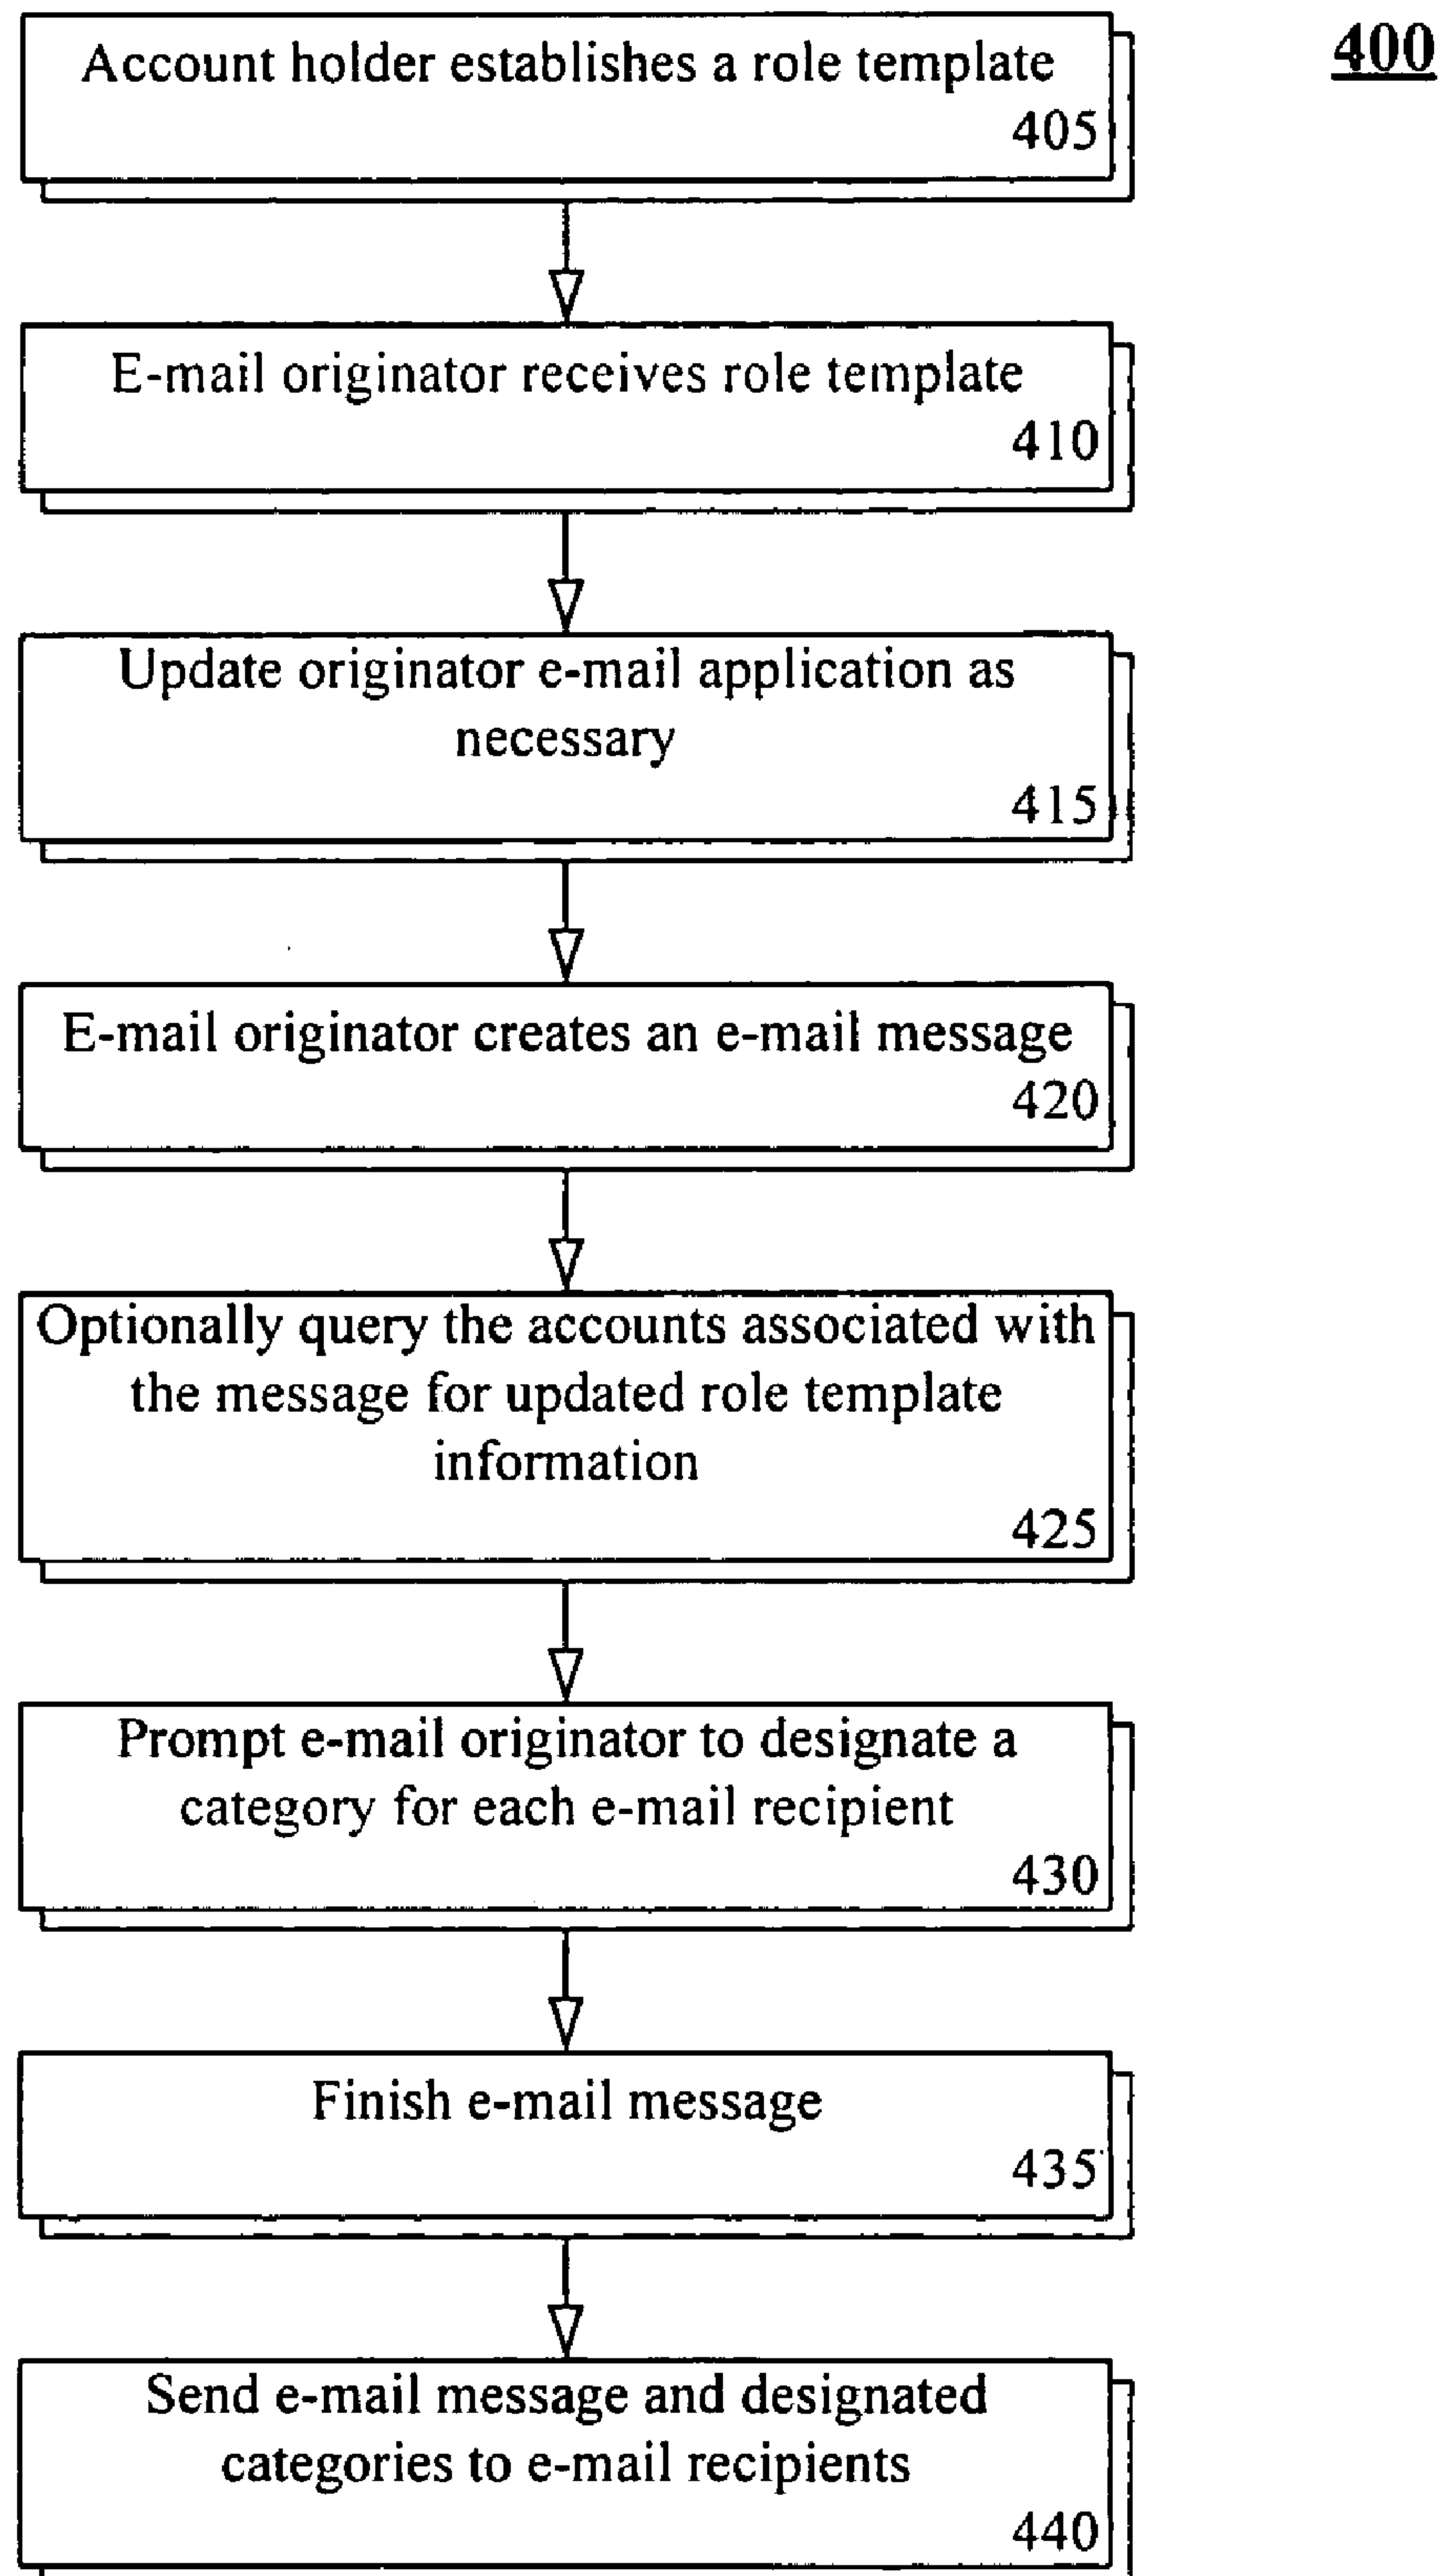 400
Account holder establishes a role template
405
E-mail originator receives role template
410
Update originator e-mail application as
necessary
415
E-mail originator creates an e-mail message
420
Optionally query the accounts associated with
the message for updated role template
information
425
Prompt e-mail originator to designate a
category for each e-mail recipient
430
Finish e-mail message
435
Send e-mail message and designated
categories to e-mail recipients
440